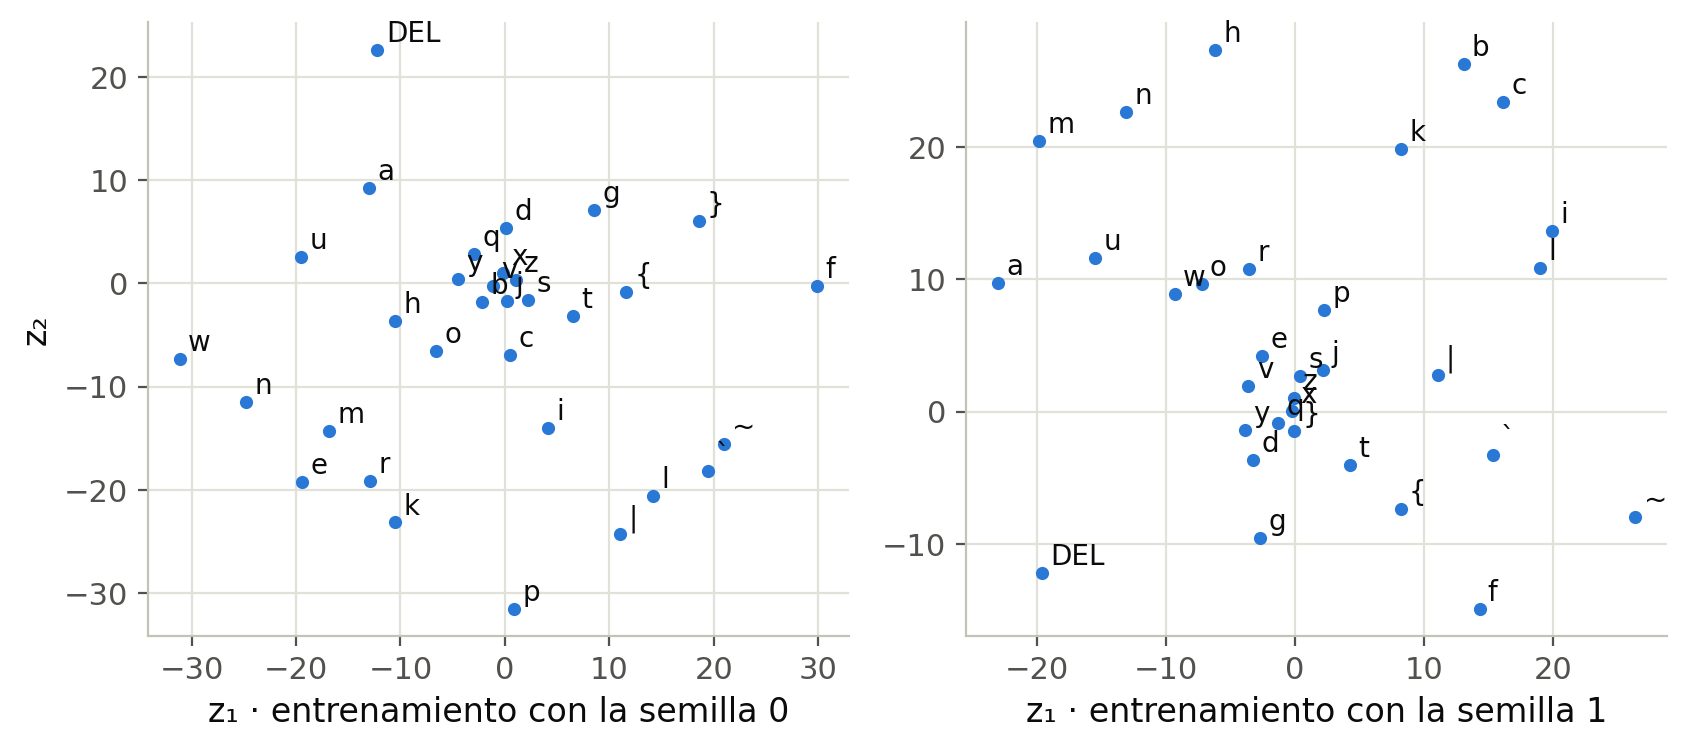 DEL
20
a
10
g
d
}
u
q
x
y
v
z
f
{
0
b
j
s
h
t
o
c
w
z₂
n
−10
m
i
~
`
e
r
l
−20
k
|
p
−30
−30
−20
−10
0
10
20
30
z₁ · entrenamiento con la semilla 0
h
b
c
n
m
k
20
i
u
l
r
a
o
w
10
p
e
j
s
v
|
z
x
0
q
y
}
`
d
t
{
~
g
−10
DEL
f
−20
−10
0
10
20
z₁ · entrenamiento con la semilla 1